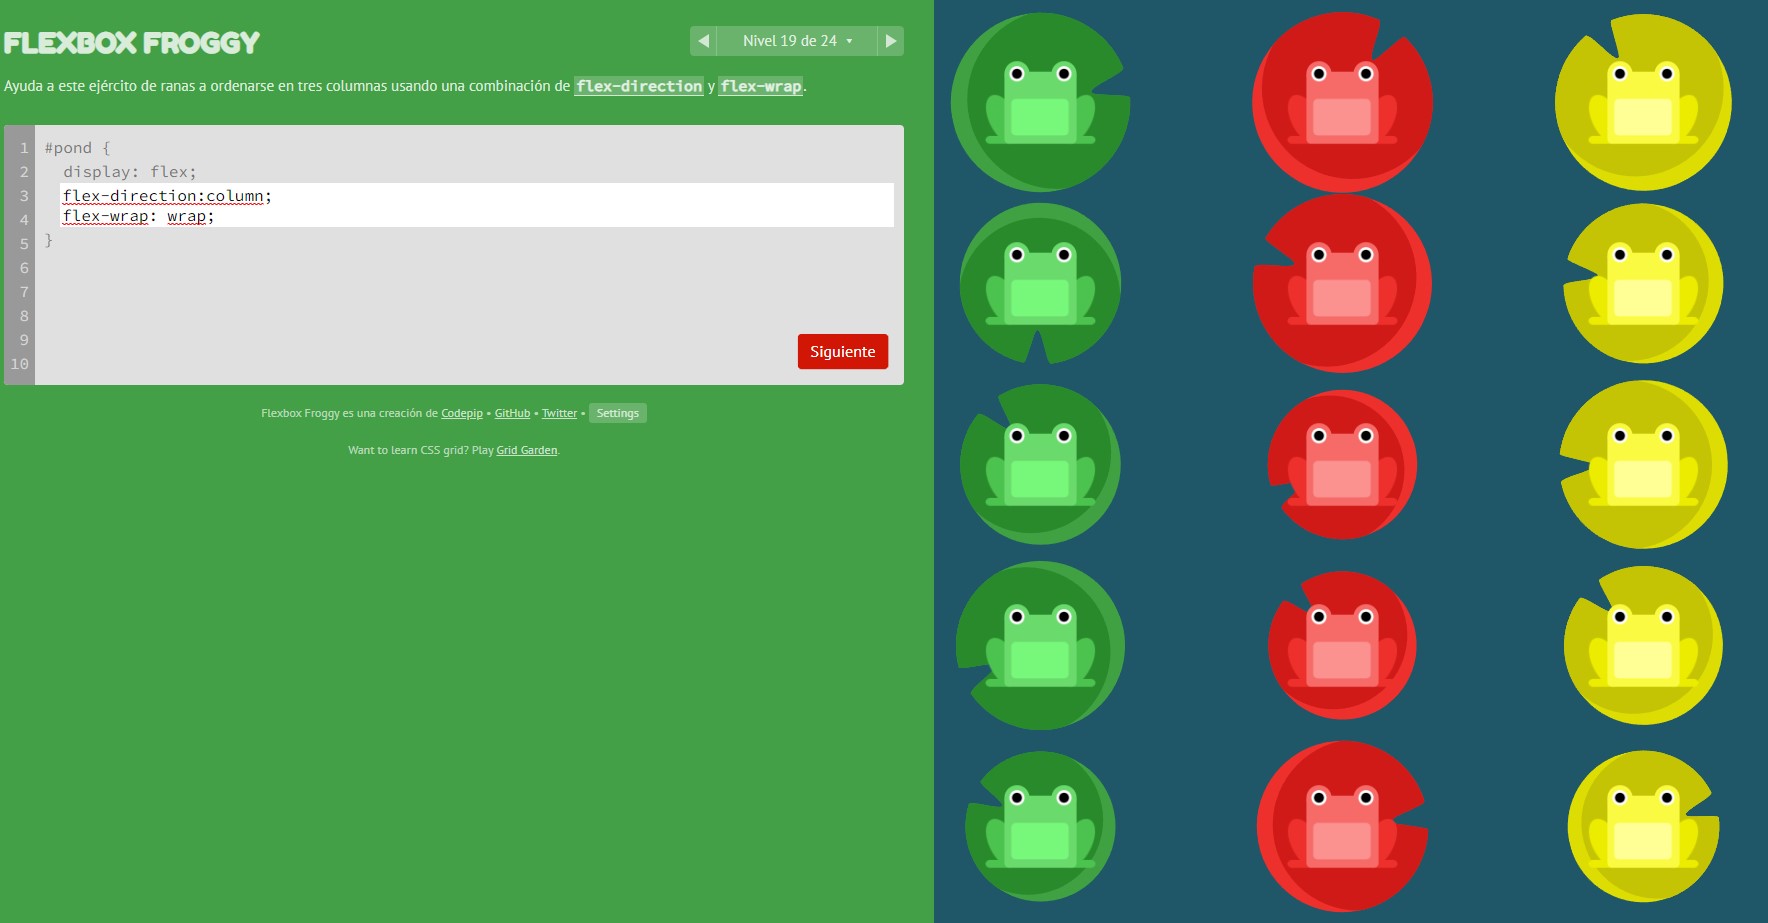 FLEXBOX FROGGY
Nivel 19 de 24
Ayuda a este ejército de ranas a ordenarse en tres columnas usando una combinación de flex-direction y flex-wrap.
1 #pond {
2 display: flex;
3 flex-direction:column;
4 flex-wrap: wrap;
5 }
6
7
8
9
10
Siguiente
Flexbox Froggy es una creación de Codepip • GitHub • Twitter • Settings
Want to learn CSS grid? Play Grid Garden.